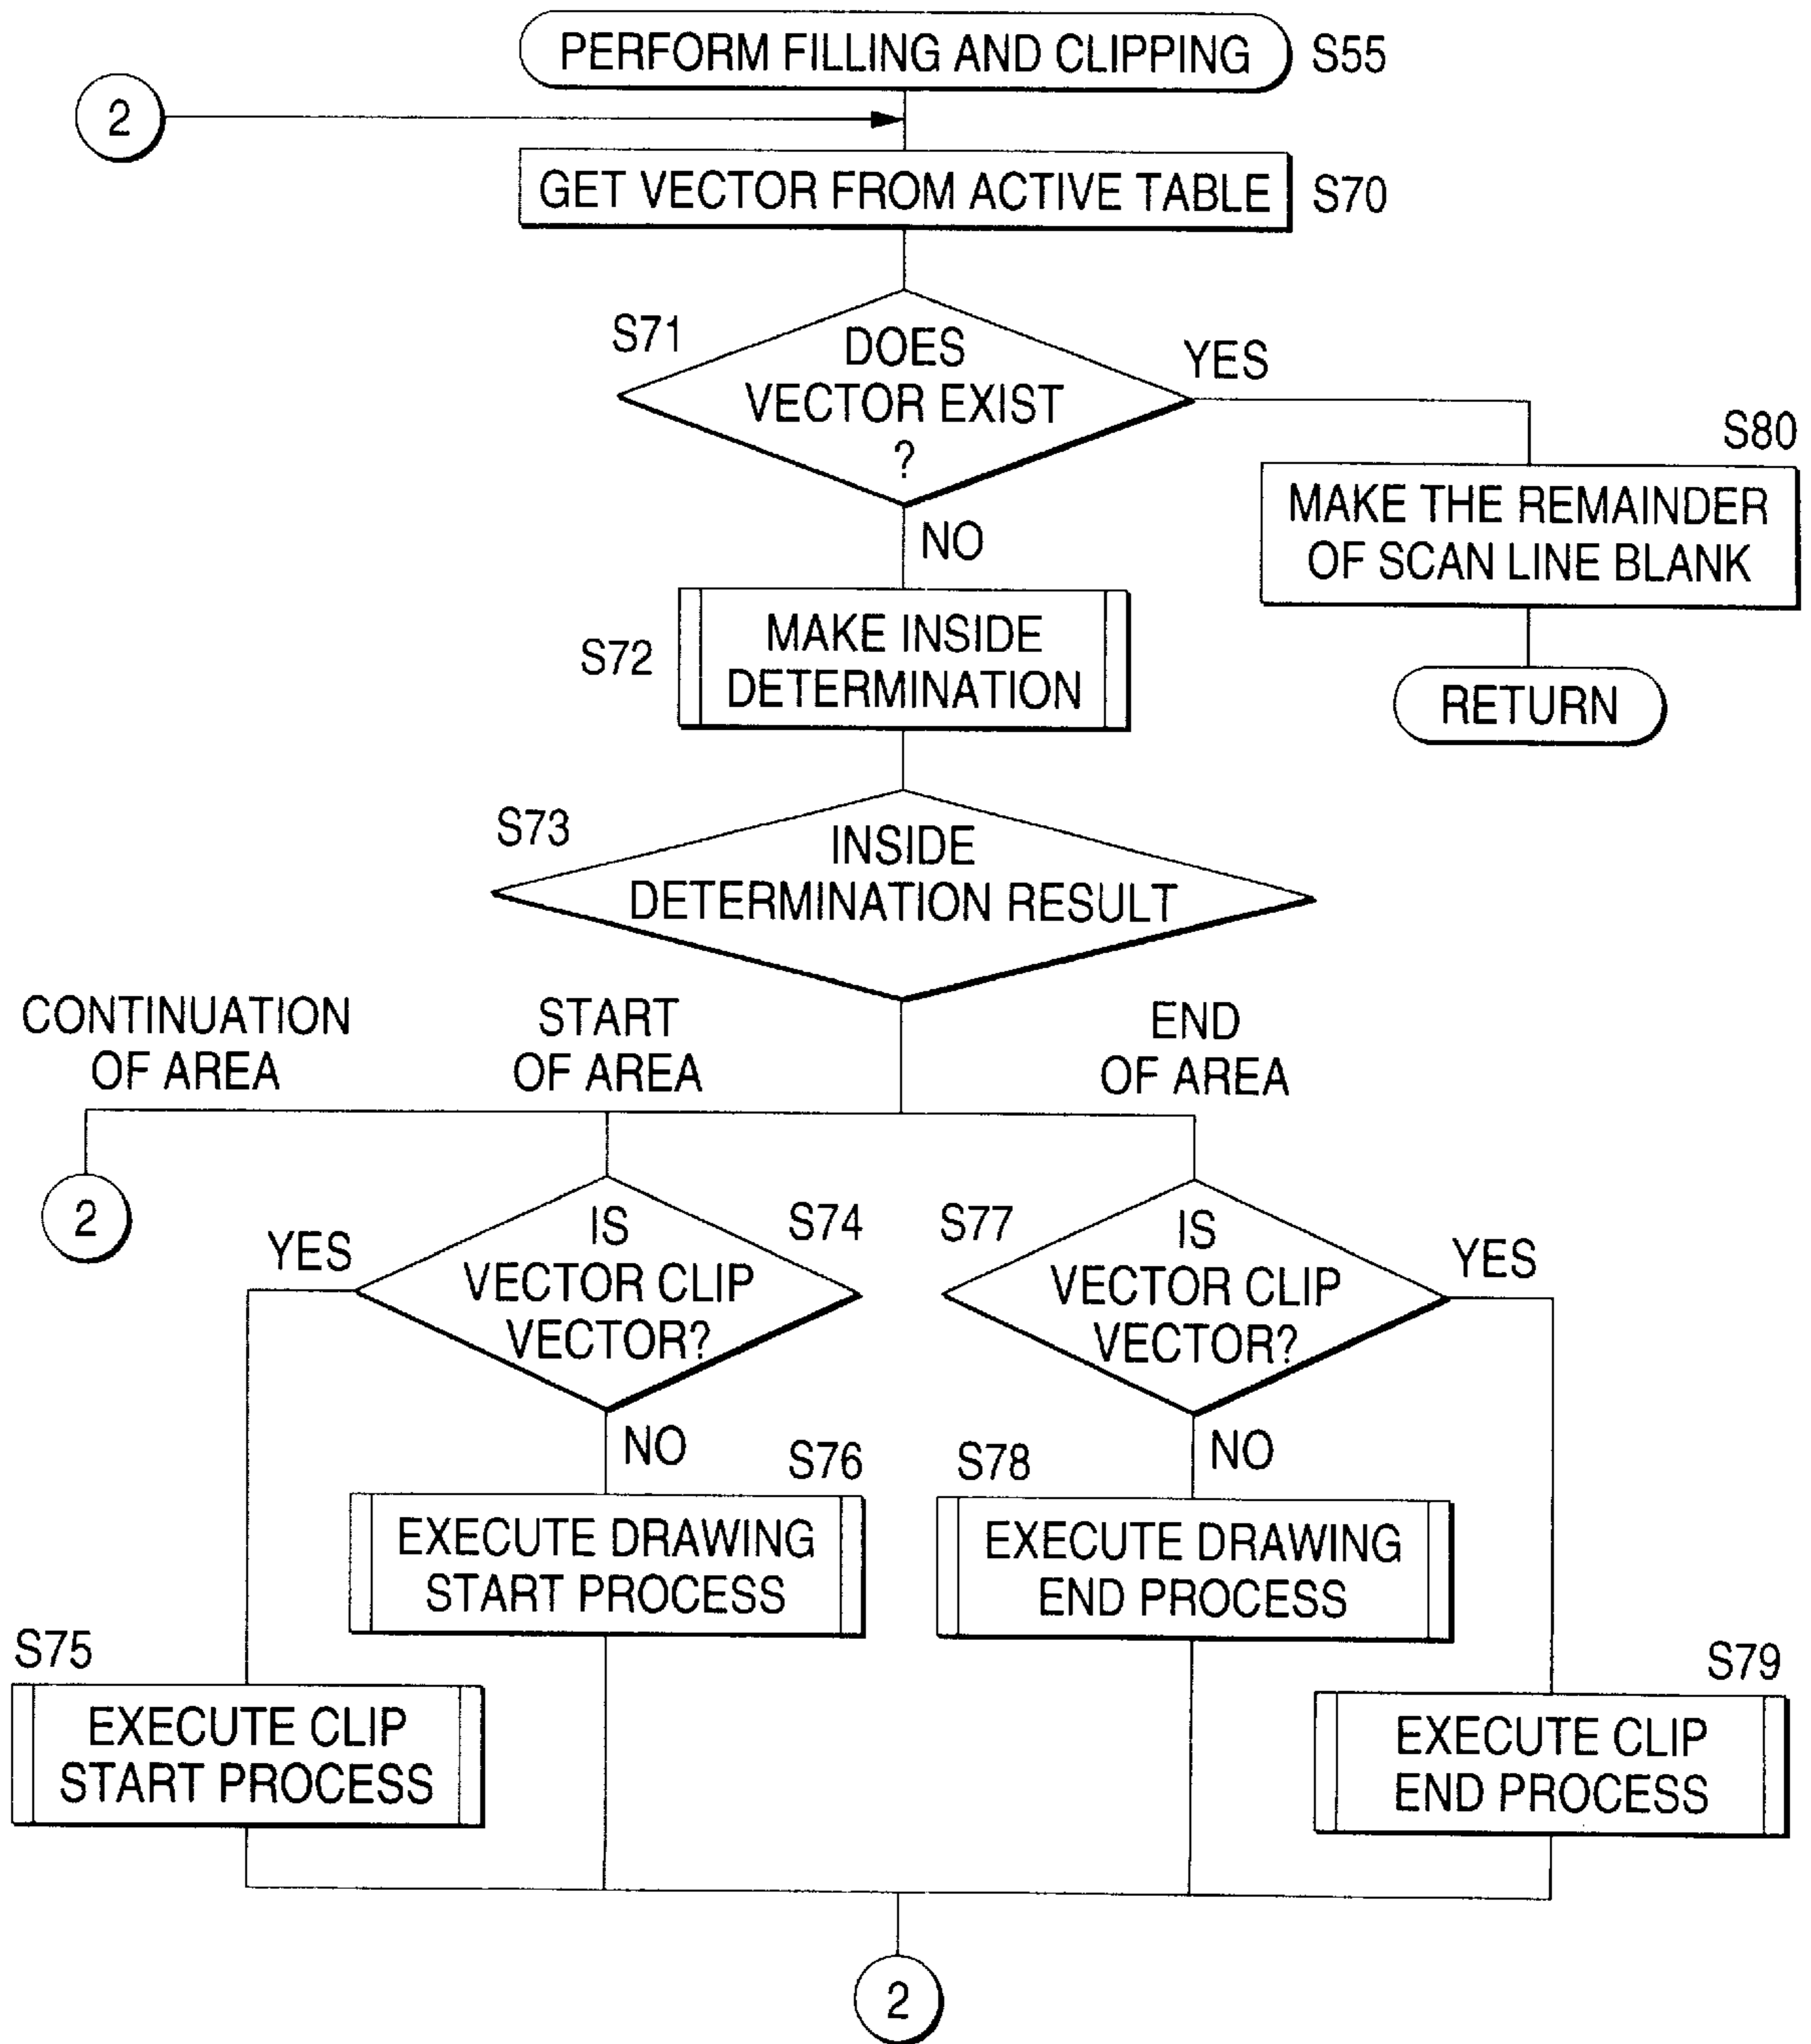 PERFORM FILLING AND CLIPPING
S55
2
GET VECTOR FROM ACTIVE TABLE
S70
S71
DOES
VECTOR EXIST
?
YES
NO
S80
MAKE THE REMAINDER
OF SCAN LINE BLANK
RETURN
S72
MAKE INSIDE
DETERMINATION
S73
INSIDE
DETERMINATION RESULT
CONTINUATION
OF AREA
START
OF AREA
END
OF AREA
2
YES
IS
VECTOR CLIP
VECTOR?
S74
NO
S77
IS
VECTOR CLIP
VECTOR?
YES
NO
S76
EXECUTE DRAWING
START PROCESS
S78
EXECUTE DRAWING
END PROCESS
S75
EXECUTE CLIP
START PROCESS
S79
EXECUTE CLIP
END PROCESS
2